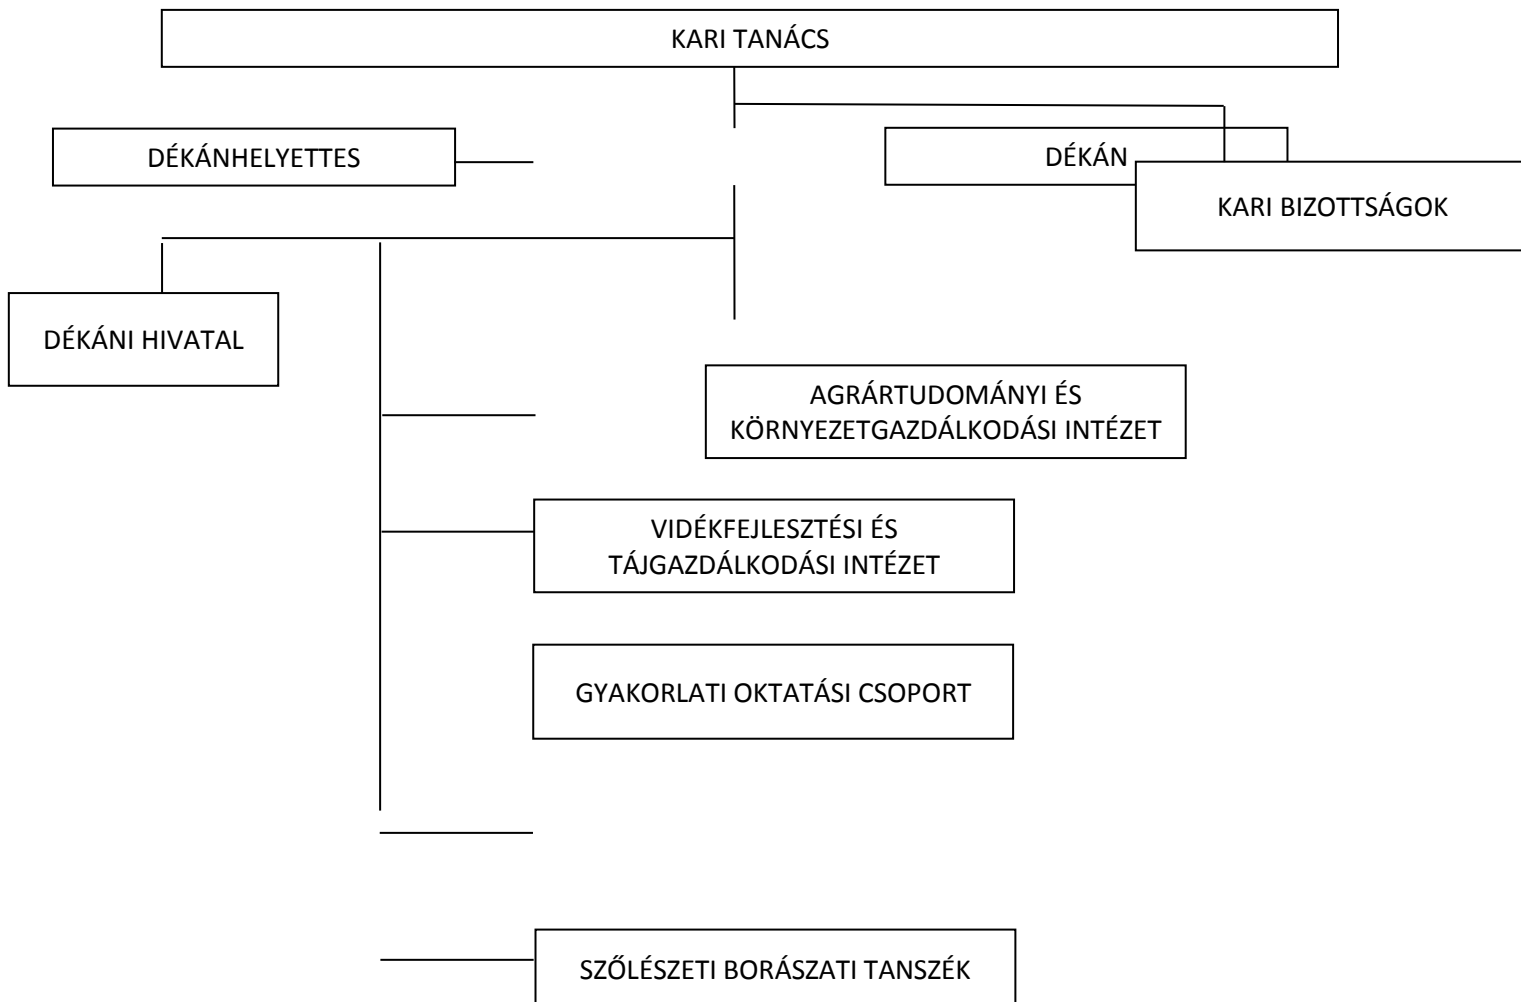 KARI TANÁCS
DÉKÁNHELYETTES
DÉKÁN
KARI BIZOTTSÁGOK
DÉKÁNI HIVATAL
AGRÁRTUDOMÁNYI ÉS
KÖRNYEZETGAZDÁLKODÁSI INTÉZET
VIDÉKFEJLESZTÉSI ÉS
TÁJGAZDÁLKODÁSI INTÉZET
GYAKORLATI OKTATÁSI CSOPORT
SZŐLÉSZETI BORÁSZATI TANSZÉK